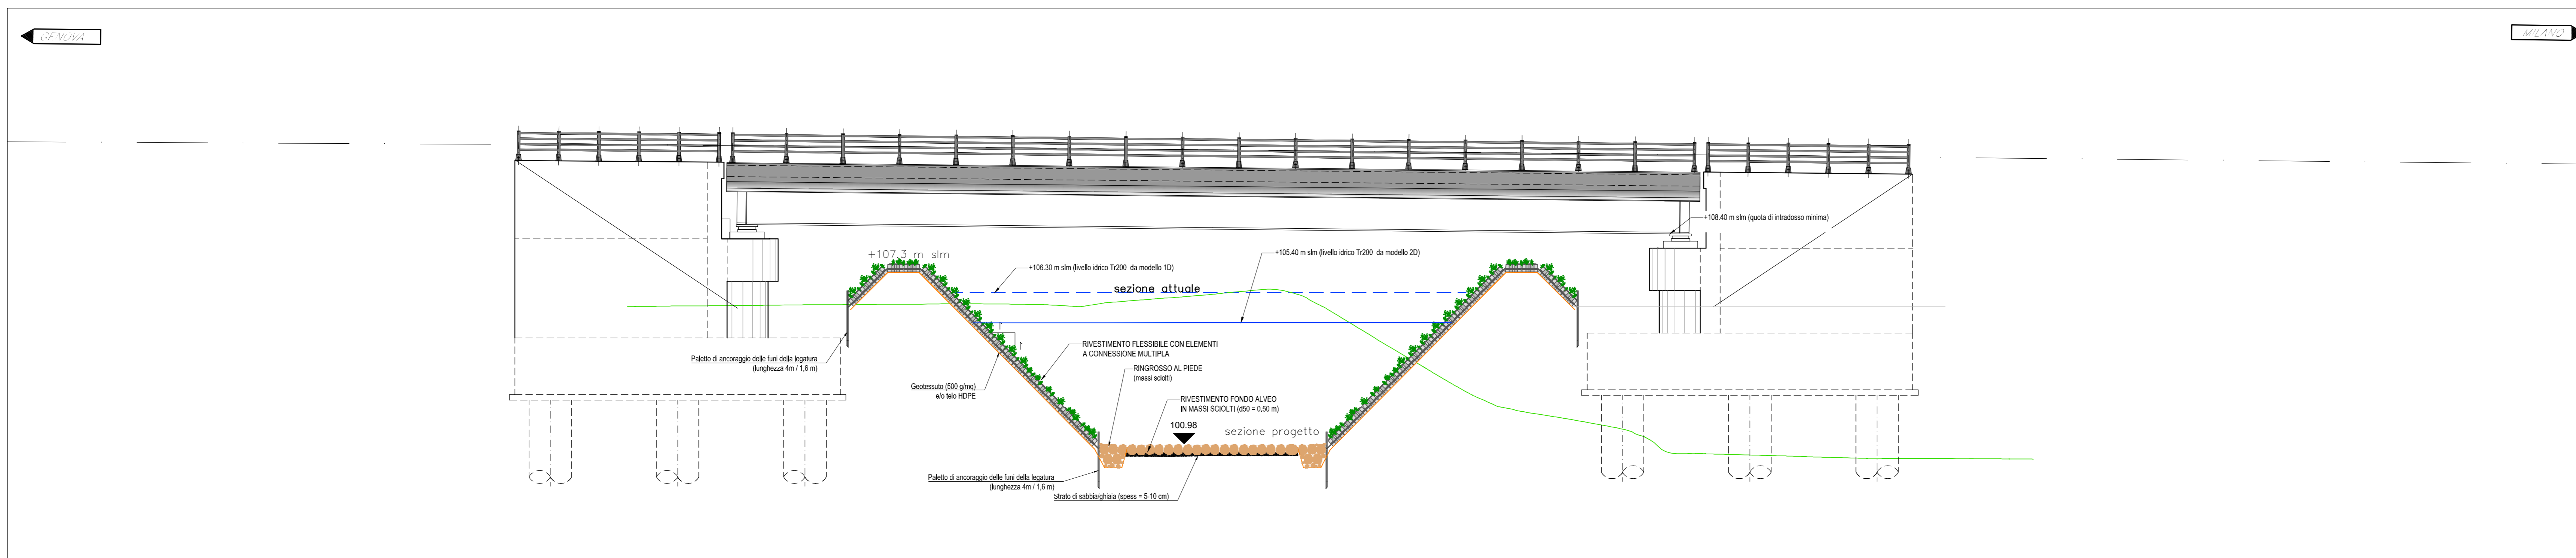 GENOVA
MILANO
+108.40 m slm (quota di intradosso minima)
+107.3 m slm
+105.40 m slm (livello idrico Tr200 da modello 2D)
+106.30 m slm (livello idrico Tr200 da modello 1D)
sezione attuale
1
1
Paletto di ancoraggio delle funi della legatura
(lunghezza 4m / 1,6 m)
RIVESTIMENTO FLESSIBILE CON ELEMENTI
A CONNESSIONE MULTIPLA
RINGROSSO AL PIEDE
(massi sciolti)
Geotessuto (500 g/mq)
e/o telo HDPE
RIVESTIMENTO FONDO ALVEO
IN MASSI SCIOLTI (d50 = 0,50 m)
100.98
sezione progetto
Paletto di ancoraggio delle funi della legatura
(lunghezza 4m / 1,6 m)
Strato di sabbia/ghiaia (spess = 5-10 cm)